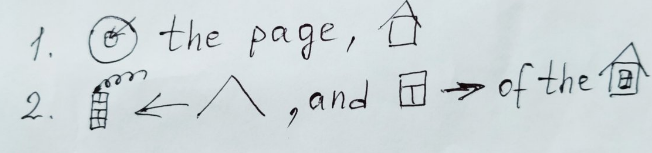 1. the page,
2. ← , and → of the